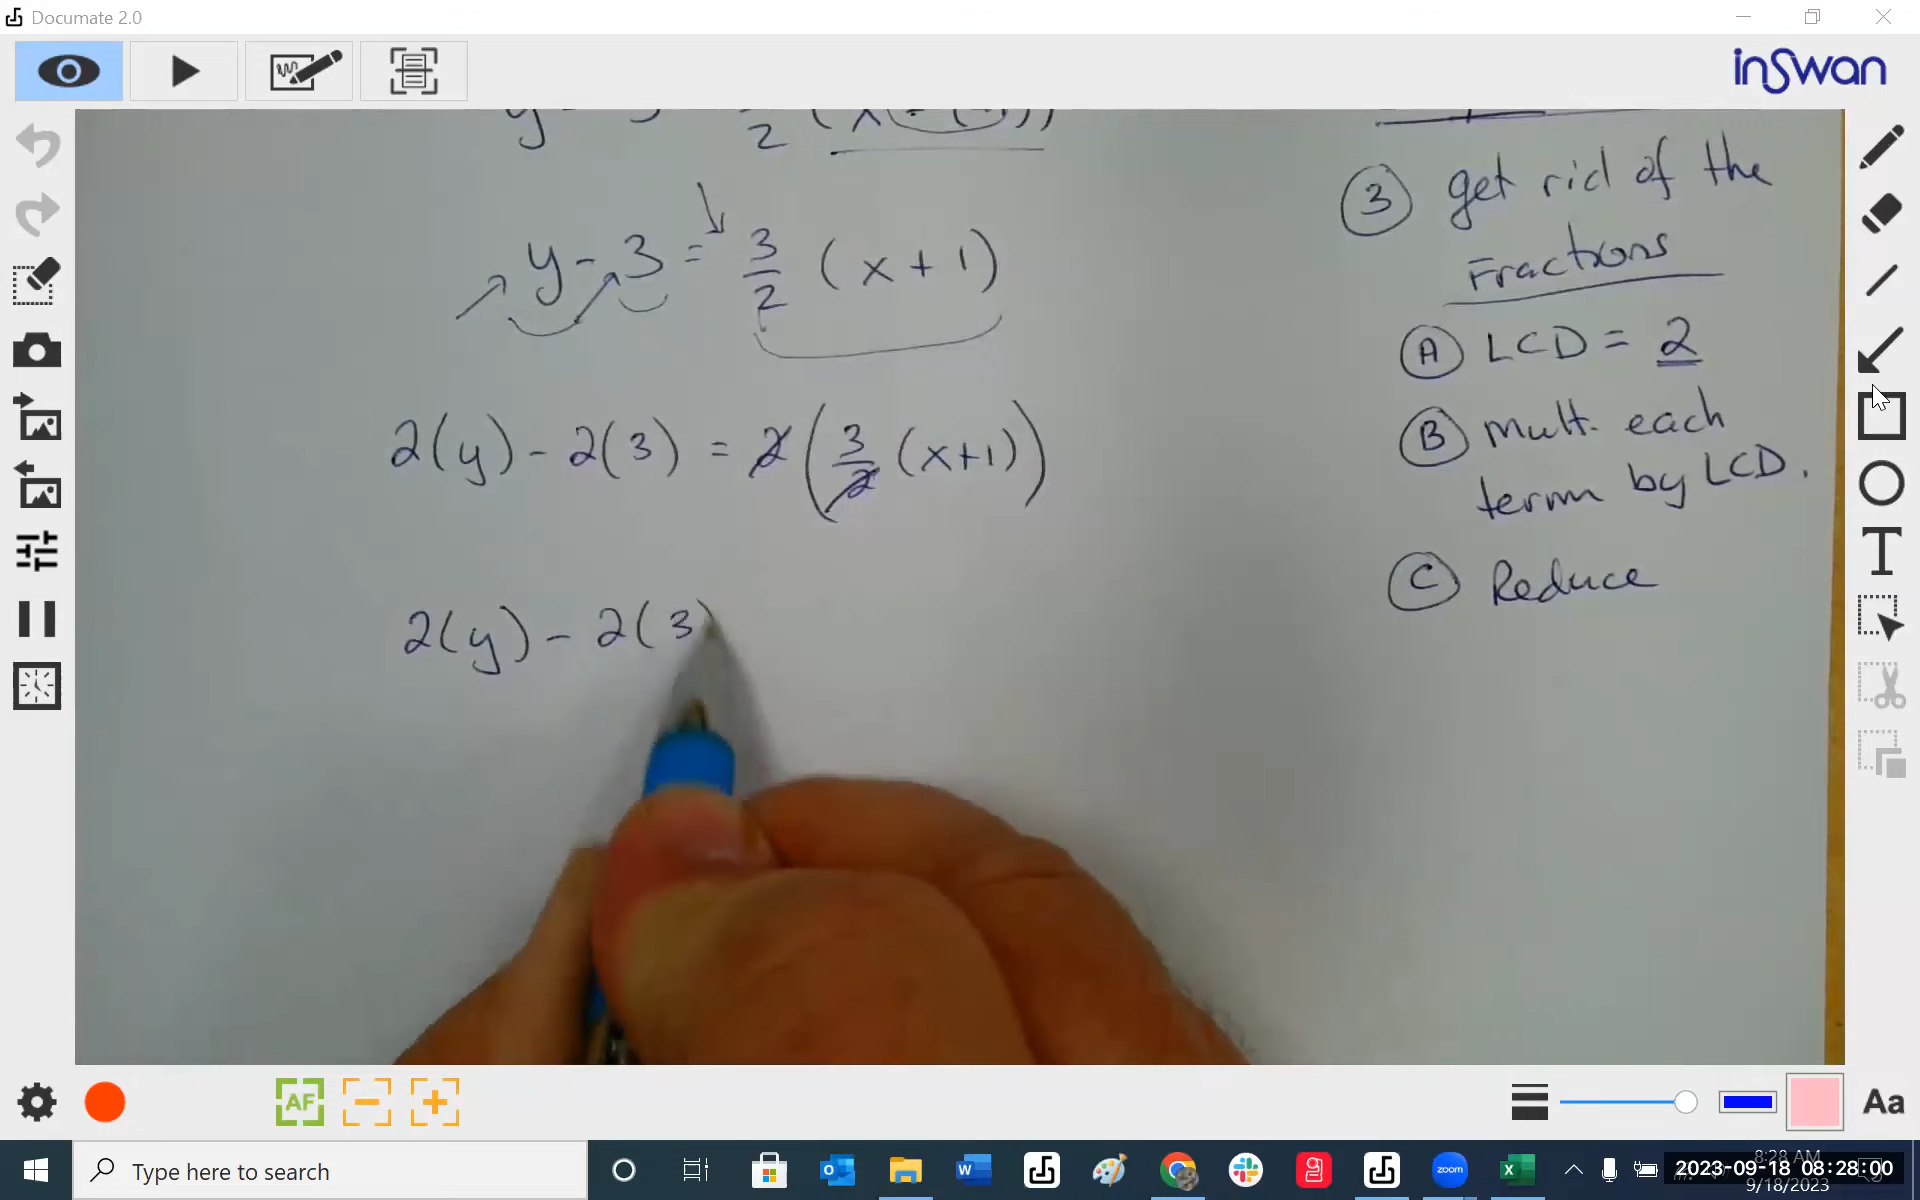 Documate 2.0
inswan
y - 3 = 3/2 (x + 1)
2(y) - 2(3) = 2(3/2 (x+1))
2(y) - 2(3)
3 get rid of the
Fractions
A LCD = 2
B Mult. each
term by LCD.
C Reduce
T
AF
Aa
Type here to search
zoom
8:28 AM
2023-09-18 08:28:00
9/18/2023